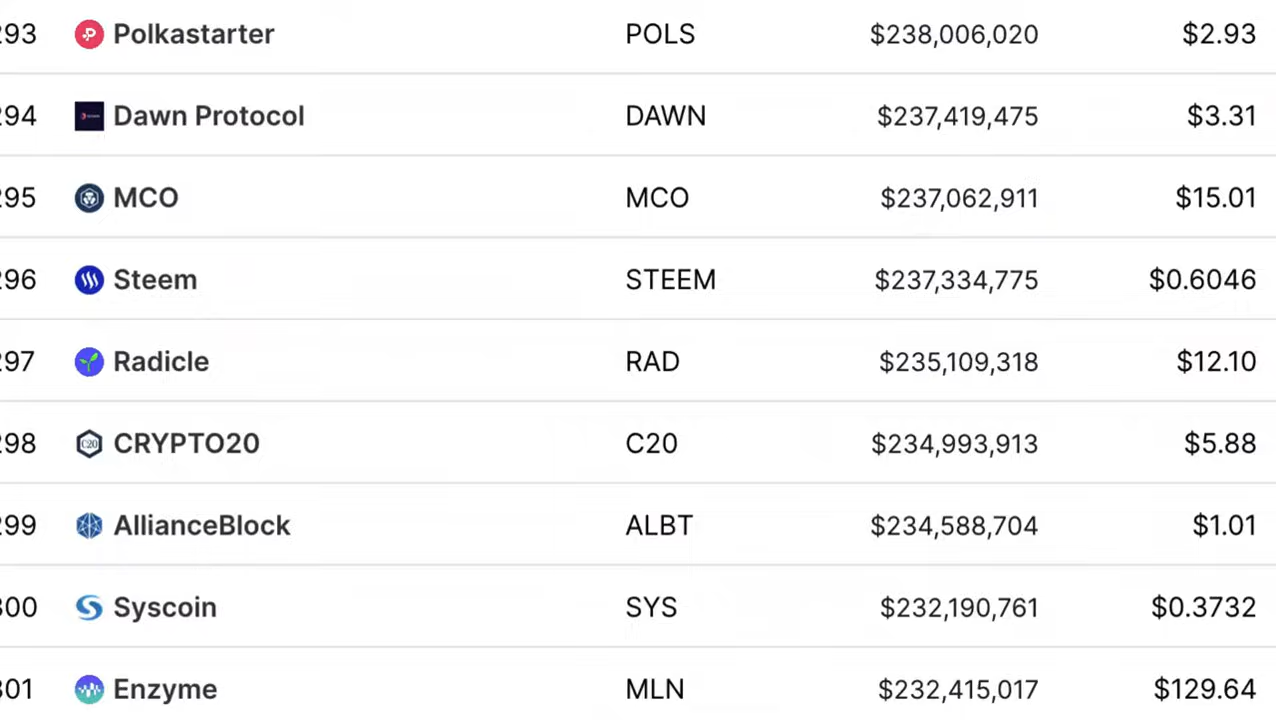 293 Polkastarter POLS $238,006,020 $2.93
294 Dawn Protocol DAWN $237,419,475 $3.31
295 MCO MCO $237,062,911 $15.01
296 Steem STEEM $237,334,775 $0.6046
297 Radicle RAD $235,109,318 $12.10
298 C20 CRYPTO20 C20 $234,993,913 $5.88
299 AllianceBlock ALBT $234,588,704 $1.01
300 Syscoin SYS $232,190,761 $0.3732
301 Enzyme MLN $232,415,017 $129.64